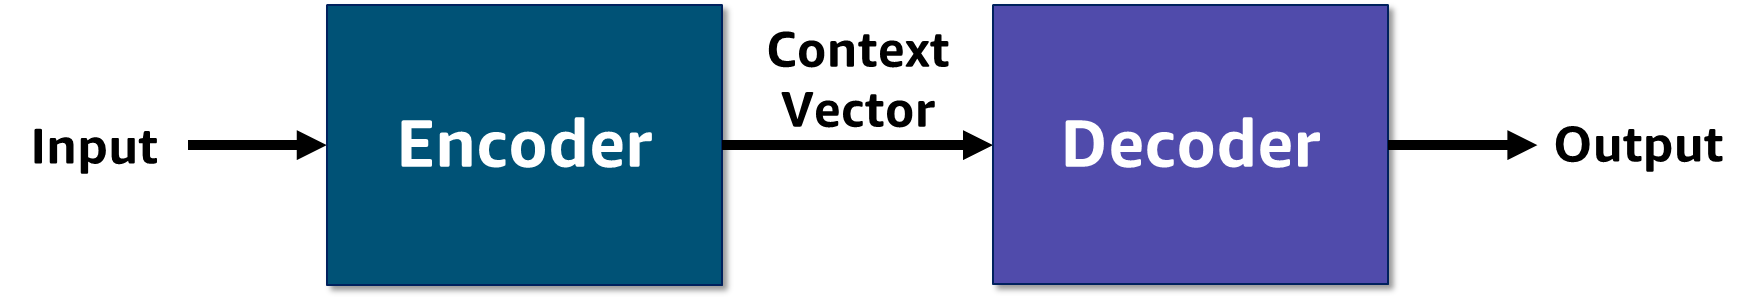 Input
Encoder
Context
Vector
Decoder
Output